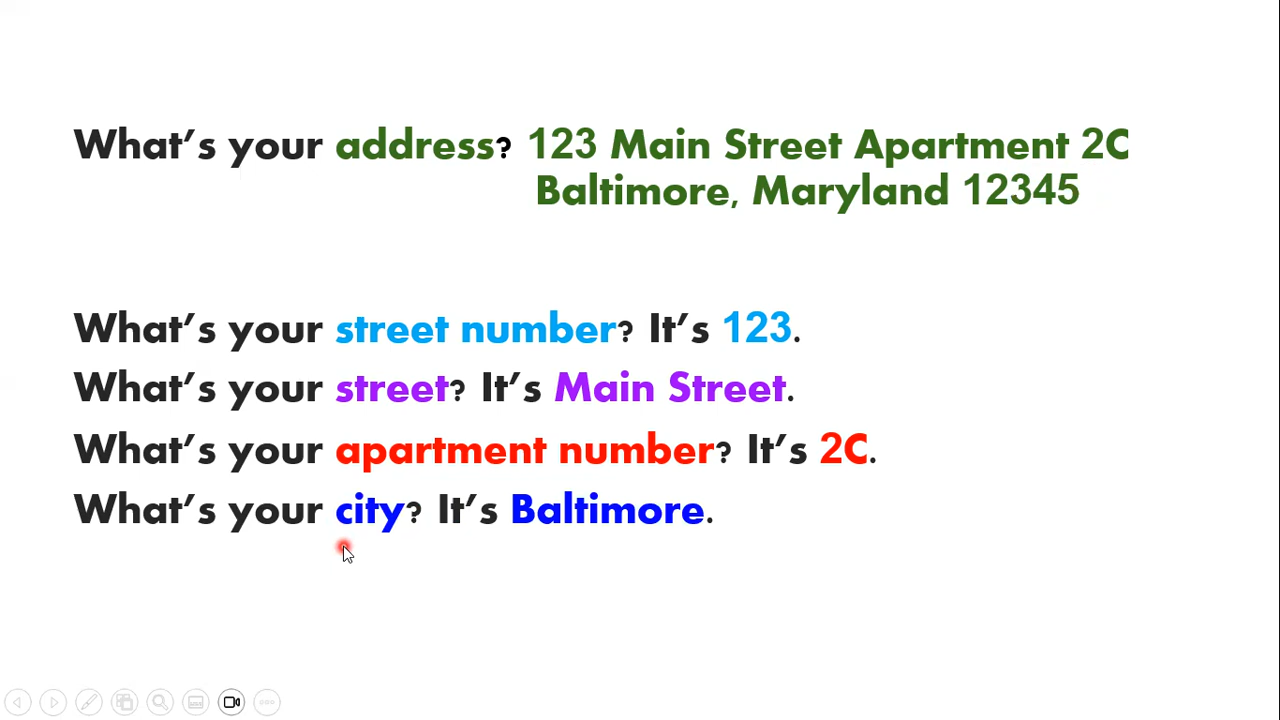 What's your address? 123 Main Street Apartment 2C
Baltimore, Maryland 12345
What's your street number? It's 123.
What's your street? It's Main Street.
What's your apartment number? It's 2C.
What's your city? It's Baltimore.